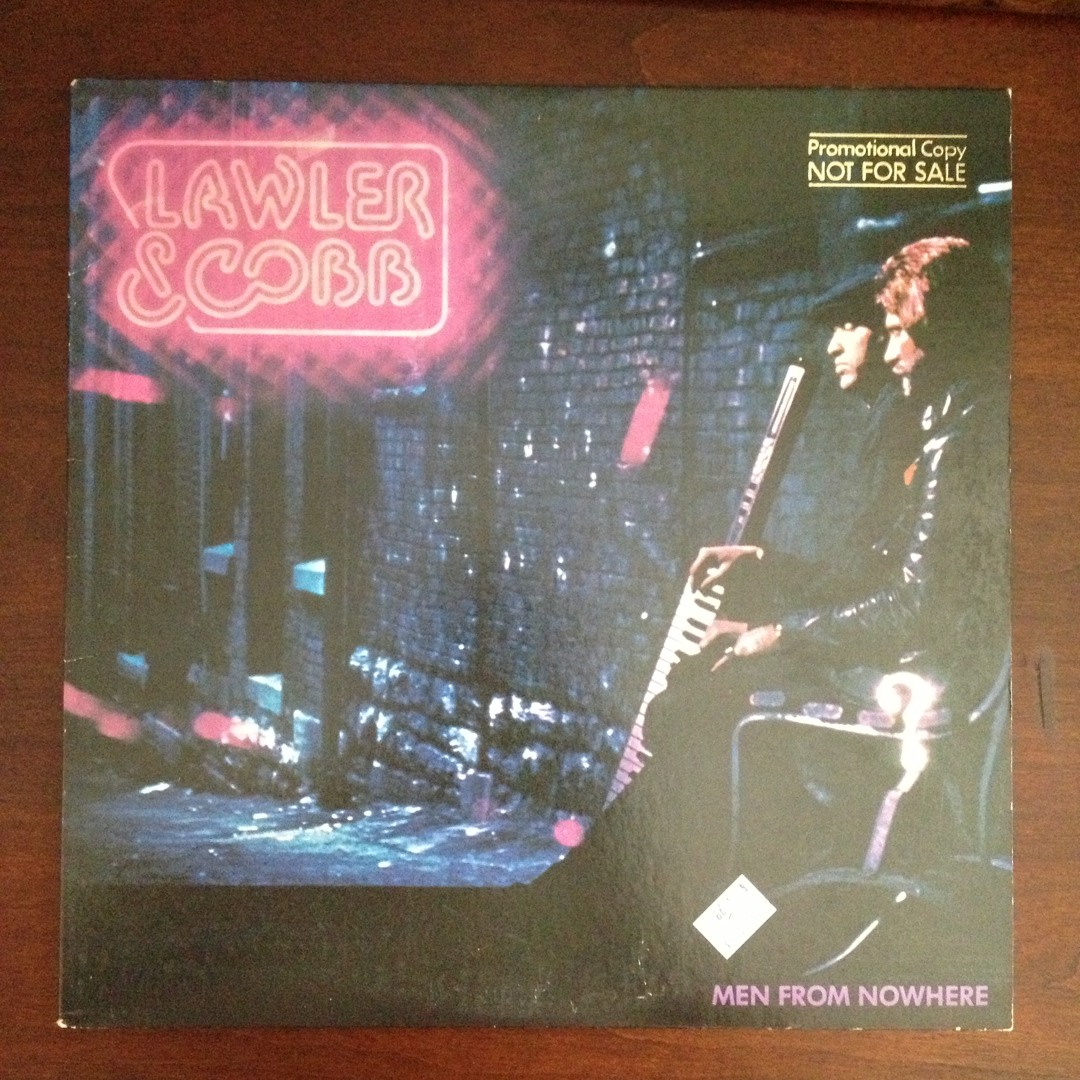 LAWLER
& COBB
Promotional Copy
NOT FOR SALE
MEN FROM NOWHERE